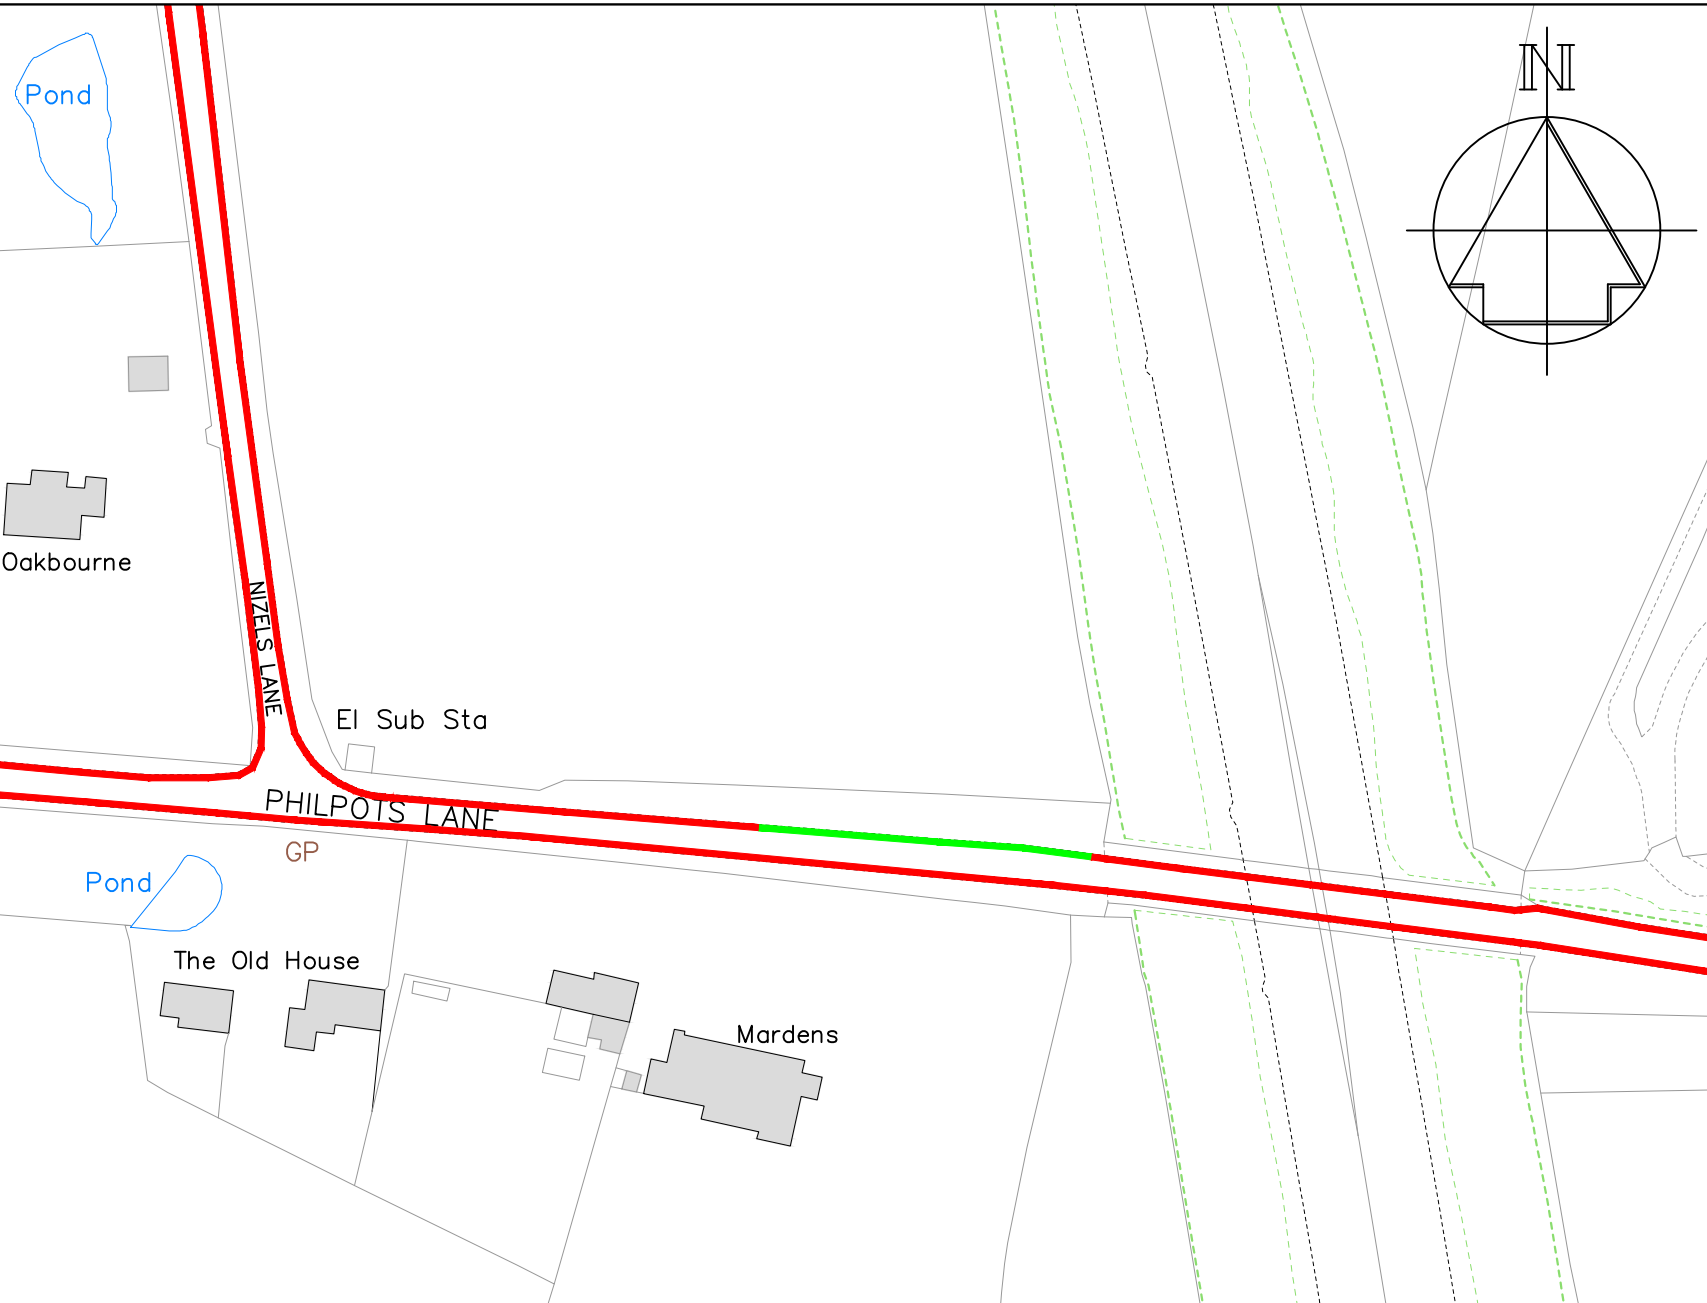 N
Pond
Oakbourne
NIZELS LANE
El Sub Sta
PHILPOTS LANE
GP
Pond
The Old House
Mardens